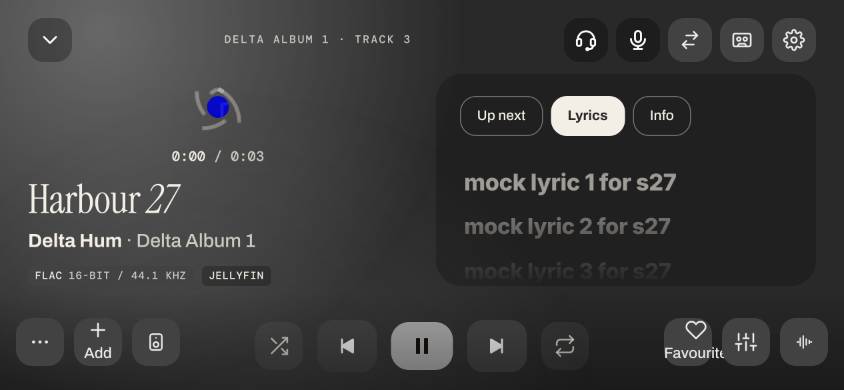 DELTA ALBUM 1 · TRACK 3
0:00 / 0:03
Harbour 27
Delta Hum · Delta Album 1
FLAC 16-BIT / 44.1 KHZ JELLYFIN
Up next Lyrics Info
mock lyric 1 for s27
mock lyric 2 for s27
mock lyric 3 for s27
Add
Favourite